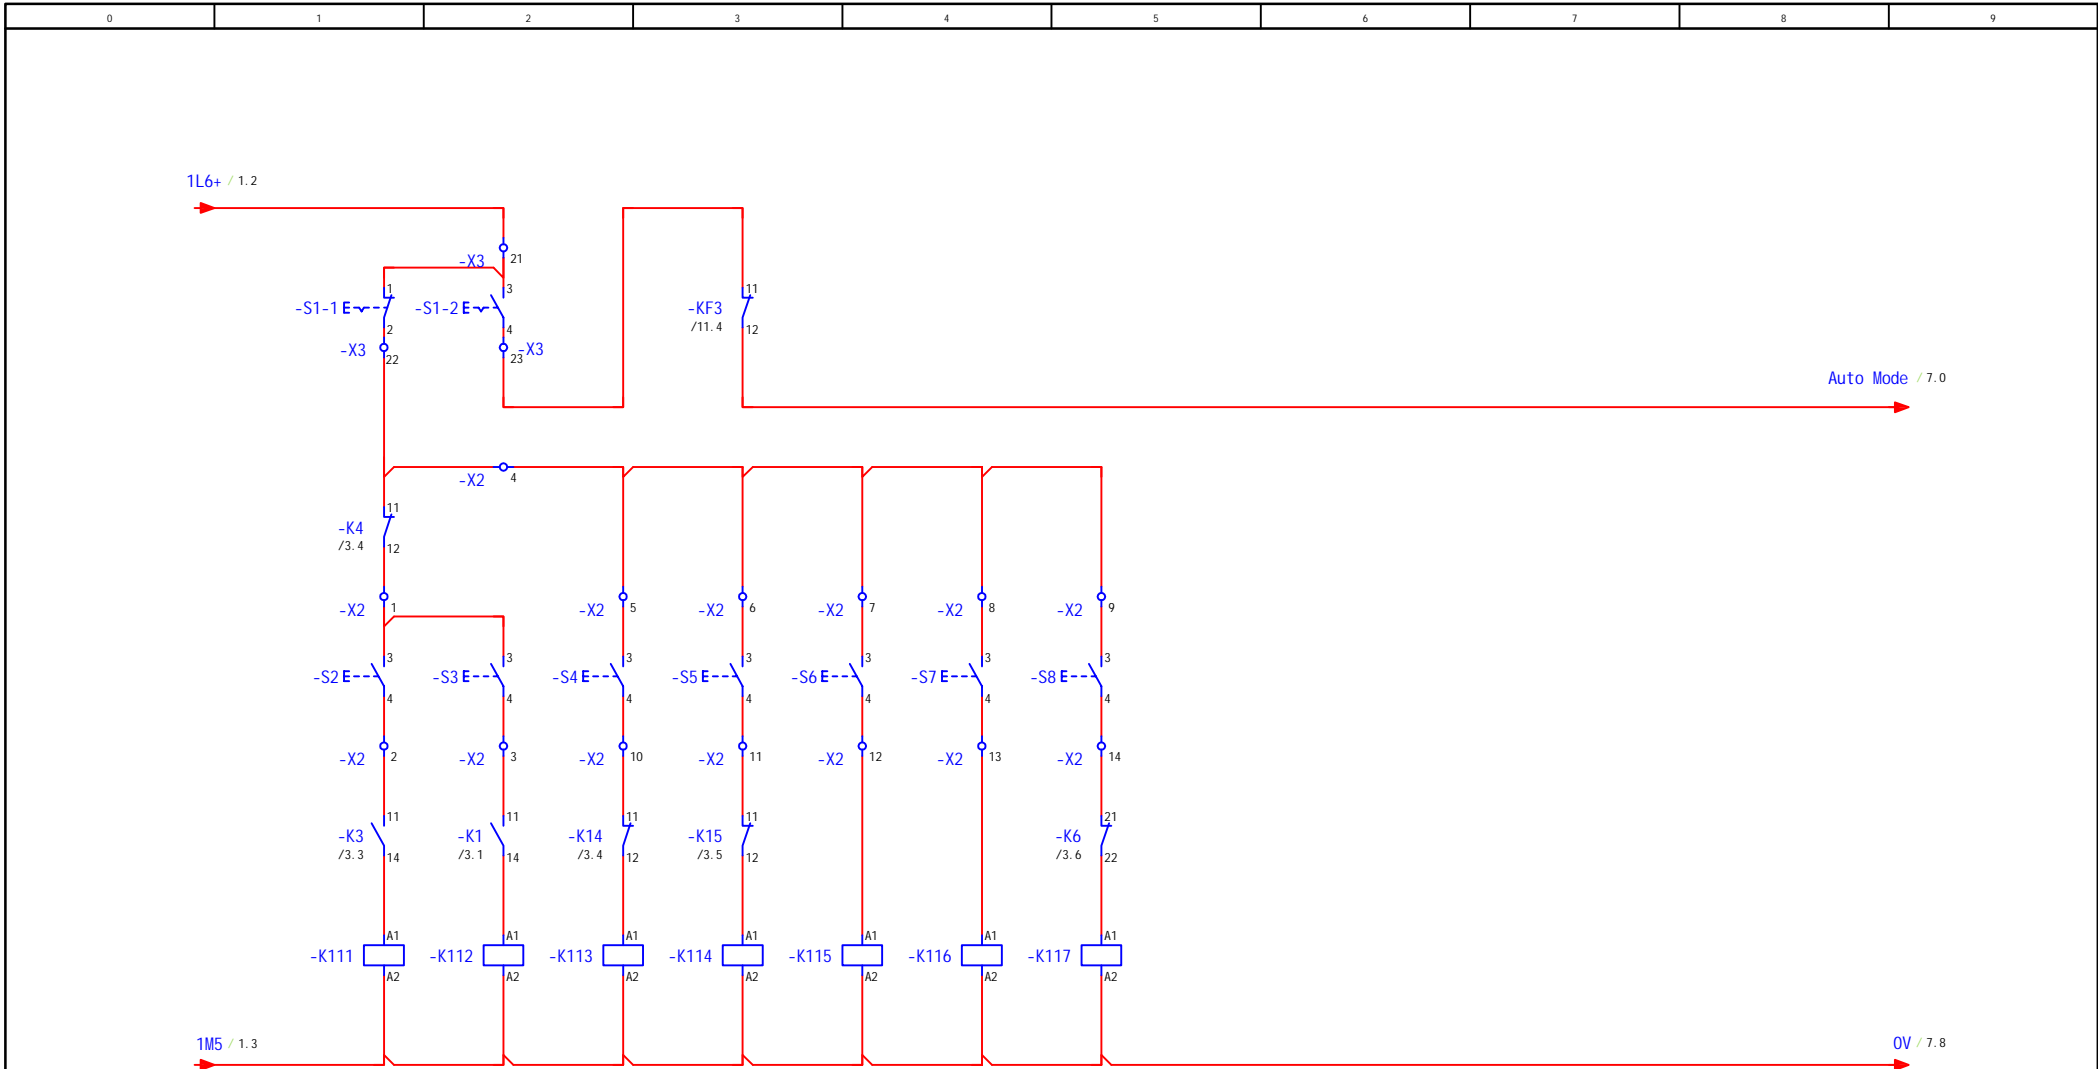 0 1 2 3 4 5 6 7 8 9
1L6+ / 1.2
-X3 21
1 3 11
-S1-1 -S1-2 -KF3
/11.4
2 4 12
-X3 22 23 -X3
Auto Mode / 7.0
-X2 4
11
-K4
/3.4 12
-X2 1 -X2 5 -X2 6 -X2 7 -X2 8 -X2 9
3 3 3 3 3 3 3
-S2 -S3 -S4 -S5 -S6 -S7 -S8
4 4 4 4 4 4 4
-X2 2 -X2 3 -X2 10 -X2 11 -X2 12 -X2 13 -X2 14
11 11 11 11 21
-K3 -K1 -K14 -K15 -K6
/3.3 14 /3.1 14 /3.4 12 /3.5 12 /3.6 22
A1 A1 A1 A1 A1 A1 A1
-K111 -K112 -K113 -K114 -K115 -K116 -K117
A2 A2 A2 A2 A2 A2 A2
1M5 / 1.3 0V / 7.8